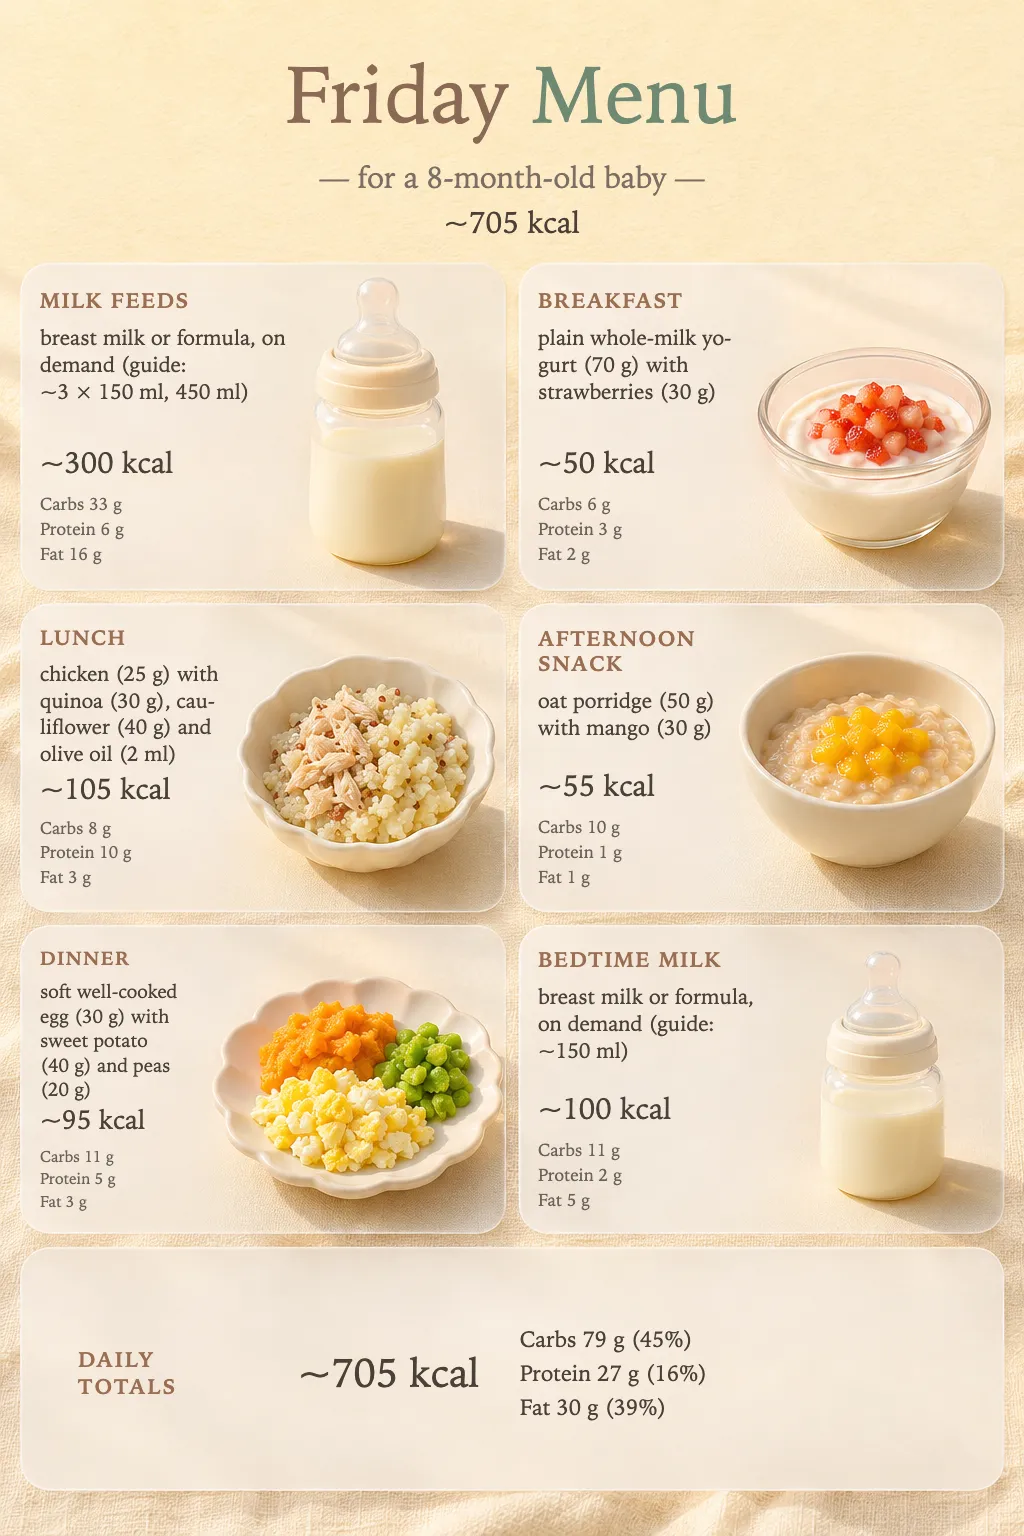 Friday Menu
— for a 8-month-old baby —
~705 kcal
MILK FEEDS
breast milk or formula, on
demand (guide:
~3 × 150 ml, 450 ml)
~300 kcal
Carbs 33 g
Protein 6 g
Fat 16 g
BREAKFAST
plain whole-milk yo-
gurt (70 g) with
strawberries (30 g)
~50 kcal
Carbs 6 g
Protein 3 g
Fat 2 g
LUNCH
chicken (25 g) with
quinoa (30 g), cau-
liflower (40 g) and
olive oil (2 ml)
~105 kcal
Carbs 8 g
Protein 10 g
Fat 3 g
AFTERNOON
SNACK
oat porridge (50 g)
with mango (30 g)
~55 kcal
Carbs 10 g
Protein 1 g
Fat 1 g
DINNER
soft well-cooked
egg (30 g) with
sweet potato
(40 g) and peas
(20 g)
~95 kcal
Carbs 11 g
Protein 5 g
Fat 3 g
BEDTIME MILK
breast milk or formula,
on demand (guide:
~150 ml)
~100 kcal
Carbs 11 g
Protein 2 g
Fat 5 g
DAILY
TOTALS
~705 kcal
Carbs 79 g (45%)
Protein 27 g (16%)
Fat 30 g (39%)